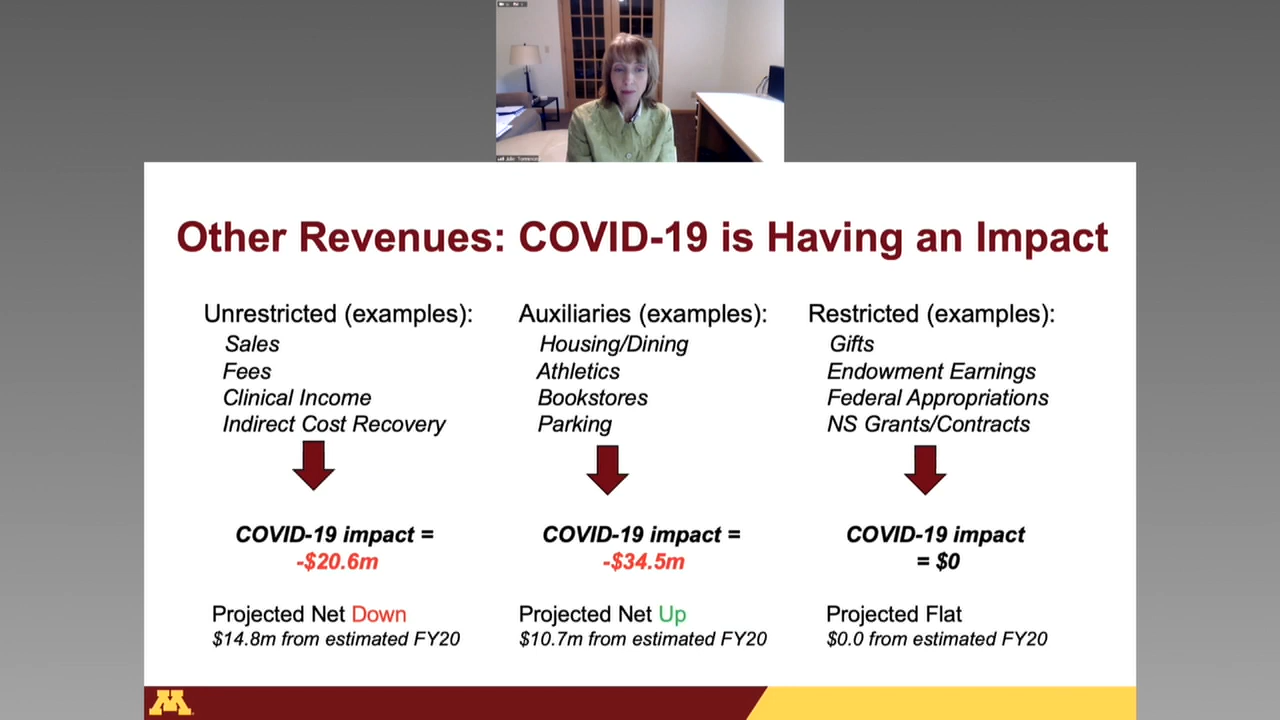 Other Revenues: COVID-19 is Having an Impact
Unrestricted (examples):
Sales
Fees
Clinical Income
Indirect Cost Recovery
COVID-19 impact =
-$20.6m
Projected Net Down
$14.8m from estimated FY20
Auxiliaries (examples):
Housing/Dining
Athletics
Bookstores
Parking
COVID-19 impact =
-$34.5m
Projected Net Up
$10.7m from estimated FY20
Restricted (examples):
Gifts
Endowment Earnings
Federal Appropriations
NS Grants/Contracts
COVID-19 impact
= $0
Projected Flat
$0.0 from estimated FY20
M